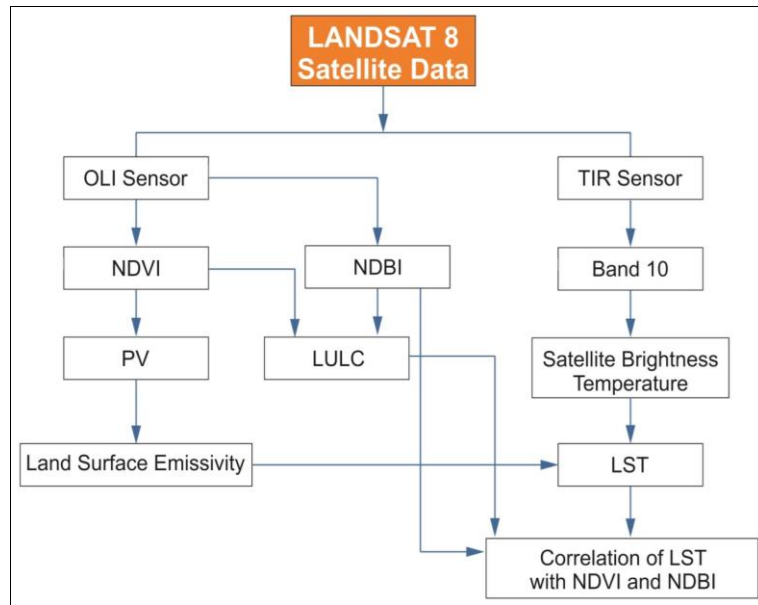 LANDSAT 8
Satellite Data
OLI Sensor
TIR Sensor
NDVI
NDBI
Band 10
PV
LULC
Satellite Brightness
Temperature
Land Surface Emissivity
LST
Correlation of LST
with NDVI and NDBI